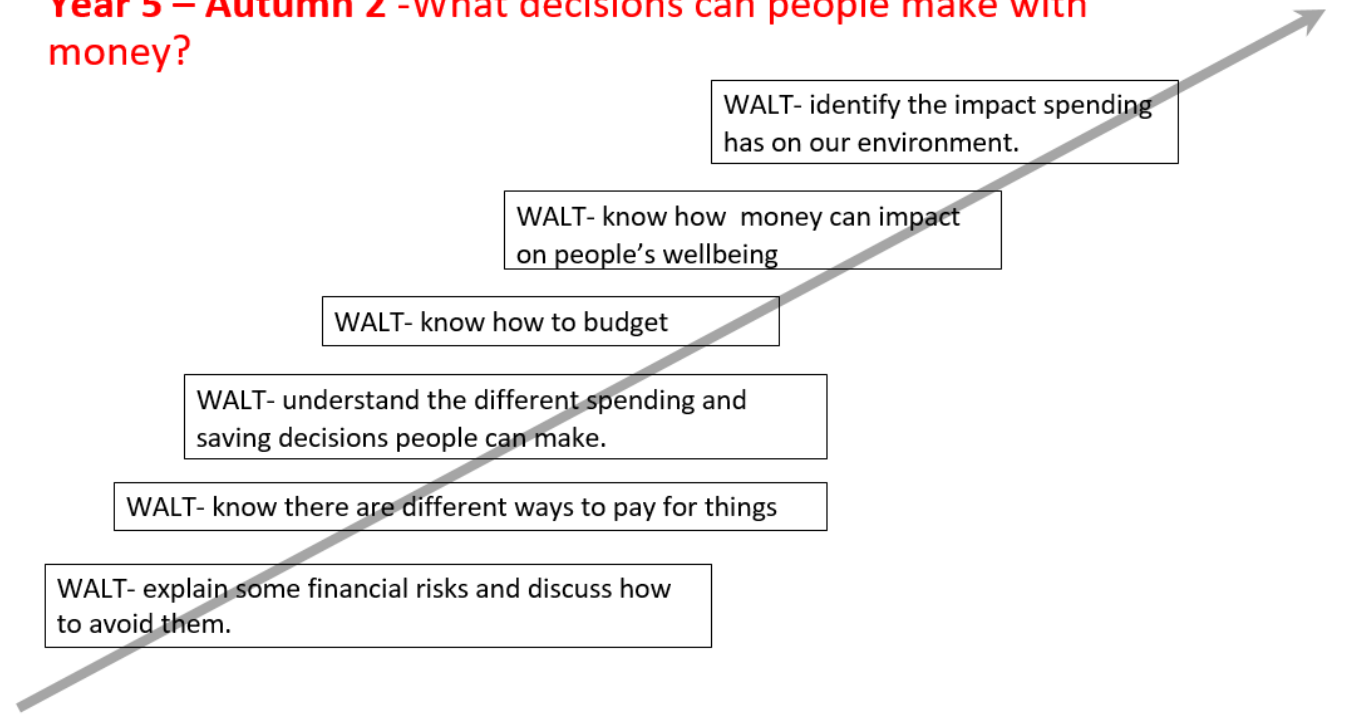 Year 5 – Autumn 2 -What decisions can people make with
money?
WALT- identify the impact spending
has on our environment.
WALT- know how  money can impact
on people’s wellbeing
WALT- know how to budget
WALT- understand the different spending and
saving decisions people can make.
WALT- know there are different ways to pay for things
WALT- explain some financial risks and discuss how
to avoid them.